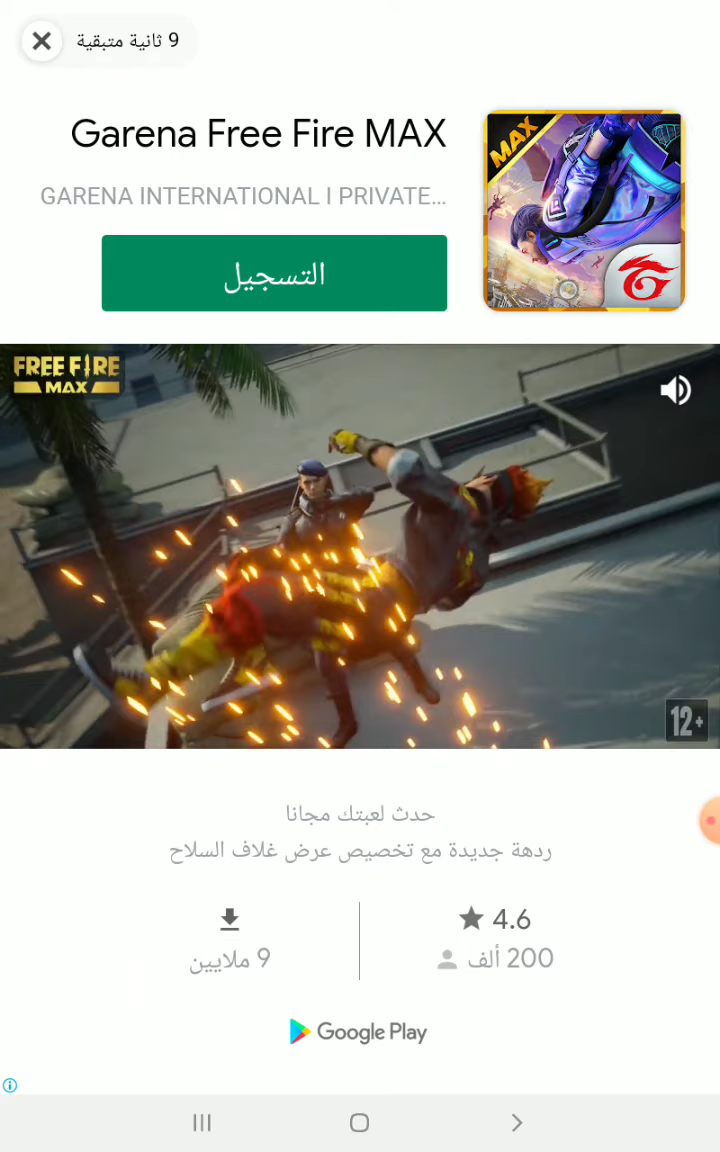 9 ثانية متبقية
Garena Free Fire MAX
GARENA INTERNATIONAL I PRIVATE...
التسجيل
MAX
FREE FIRE
MAX
12+
حدث لعبتك مجانا
ردهة جديدة مع تخصيص عرض غلاف السلاح
4.6
200 ألف
9 ملايين
Google Play